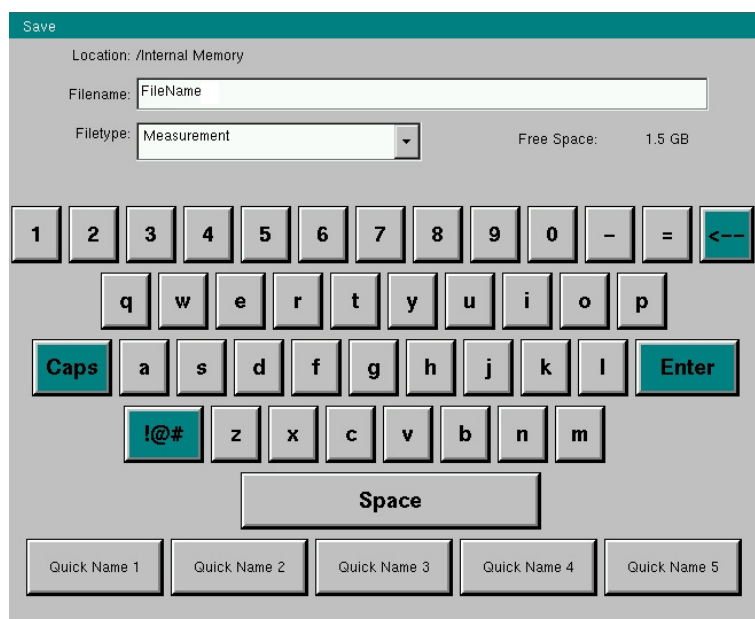 Save
Location: /Internal Memory
Filename: FileName
Filetype: Measurement Free Space: 1.5 GB
1 2 3 4 5 6 7 8 9 0 - = <--
q w e r t y u i o p
Caps a s d f g h j k l Enter
!@# z x c v b n m
Space
Quick Name 1 Quick Name 2 Quick Name 3 Quick Name 4 Quick Name 5